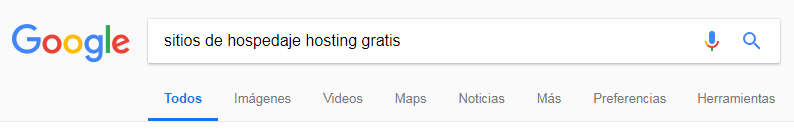 Google sitios de hospedaje hosting gratis
Todos Imágenes Videos Maps Noticias Más Preferencias Herramientas